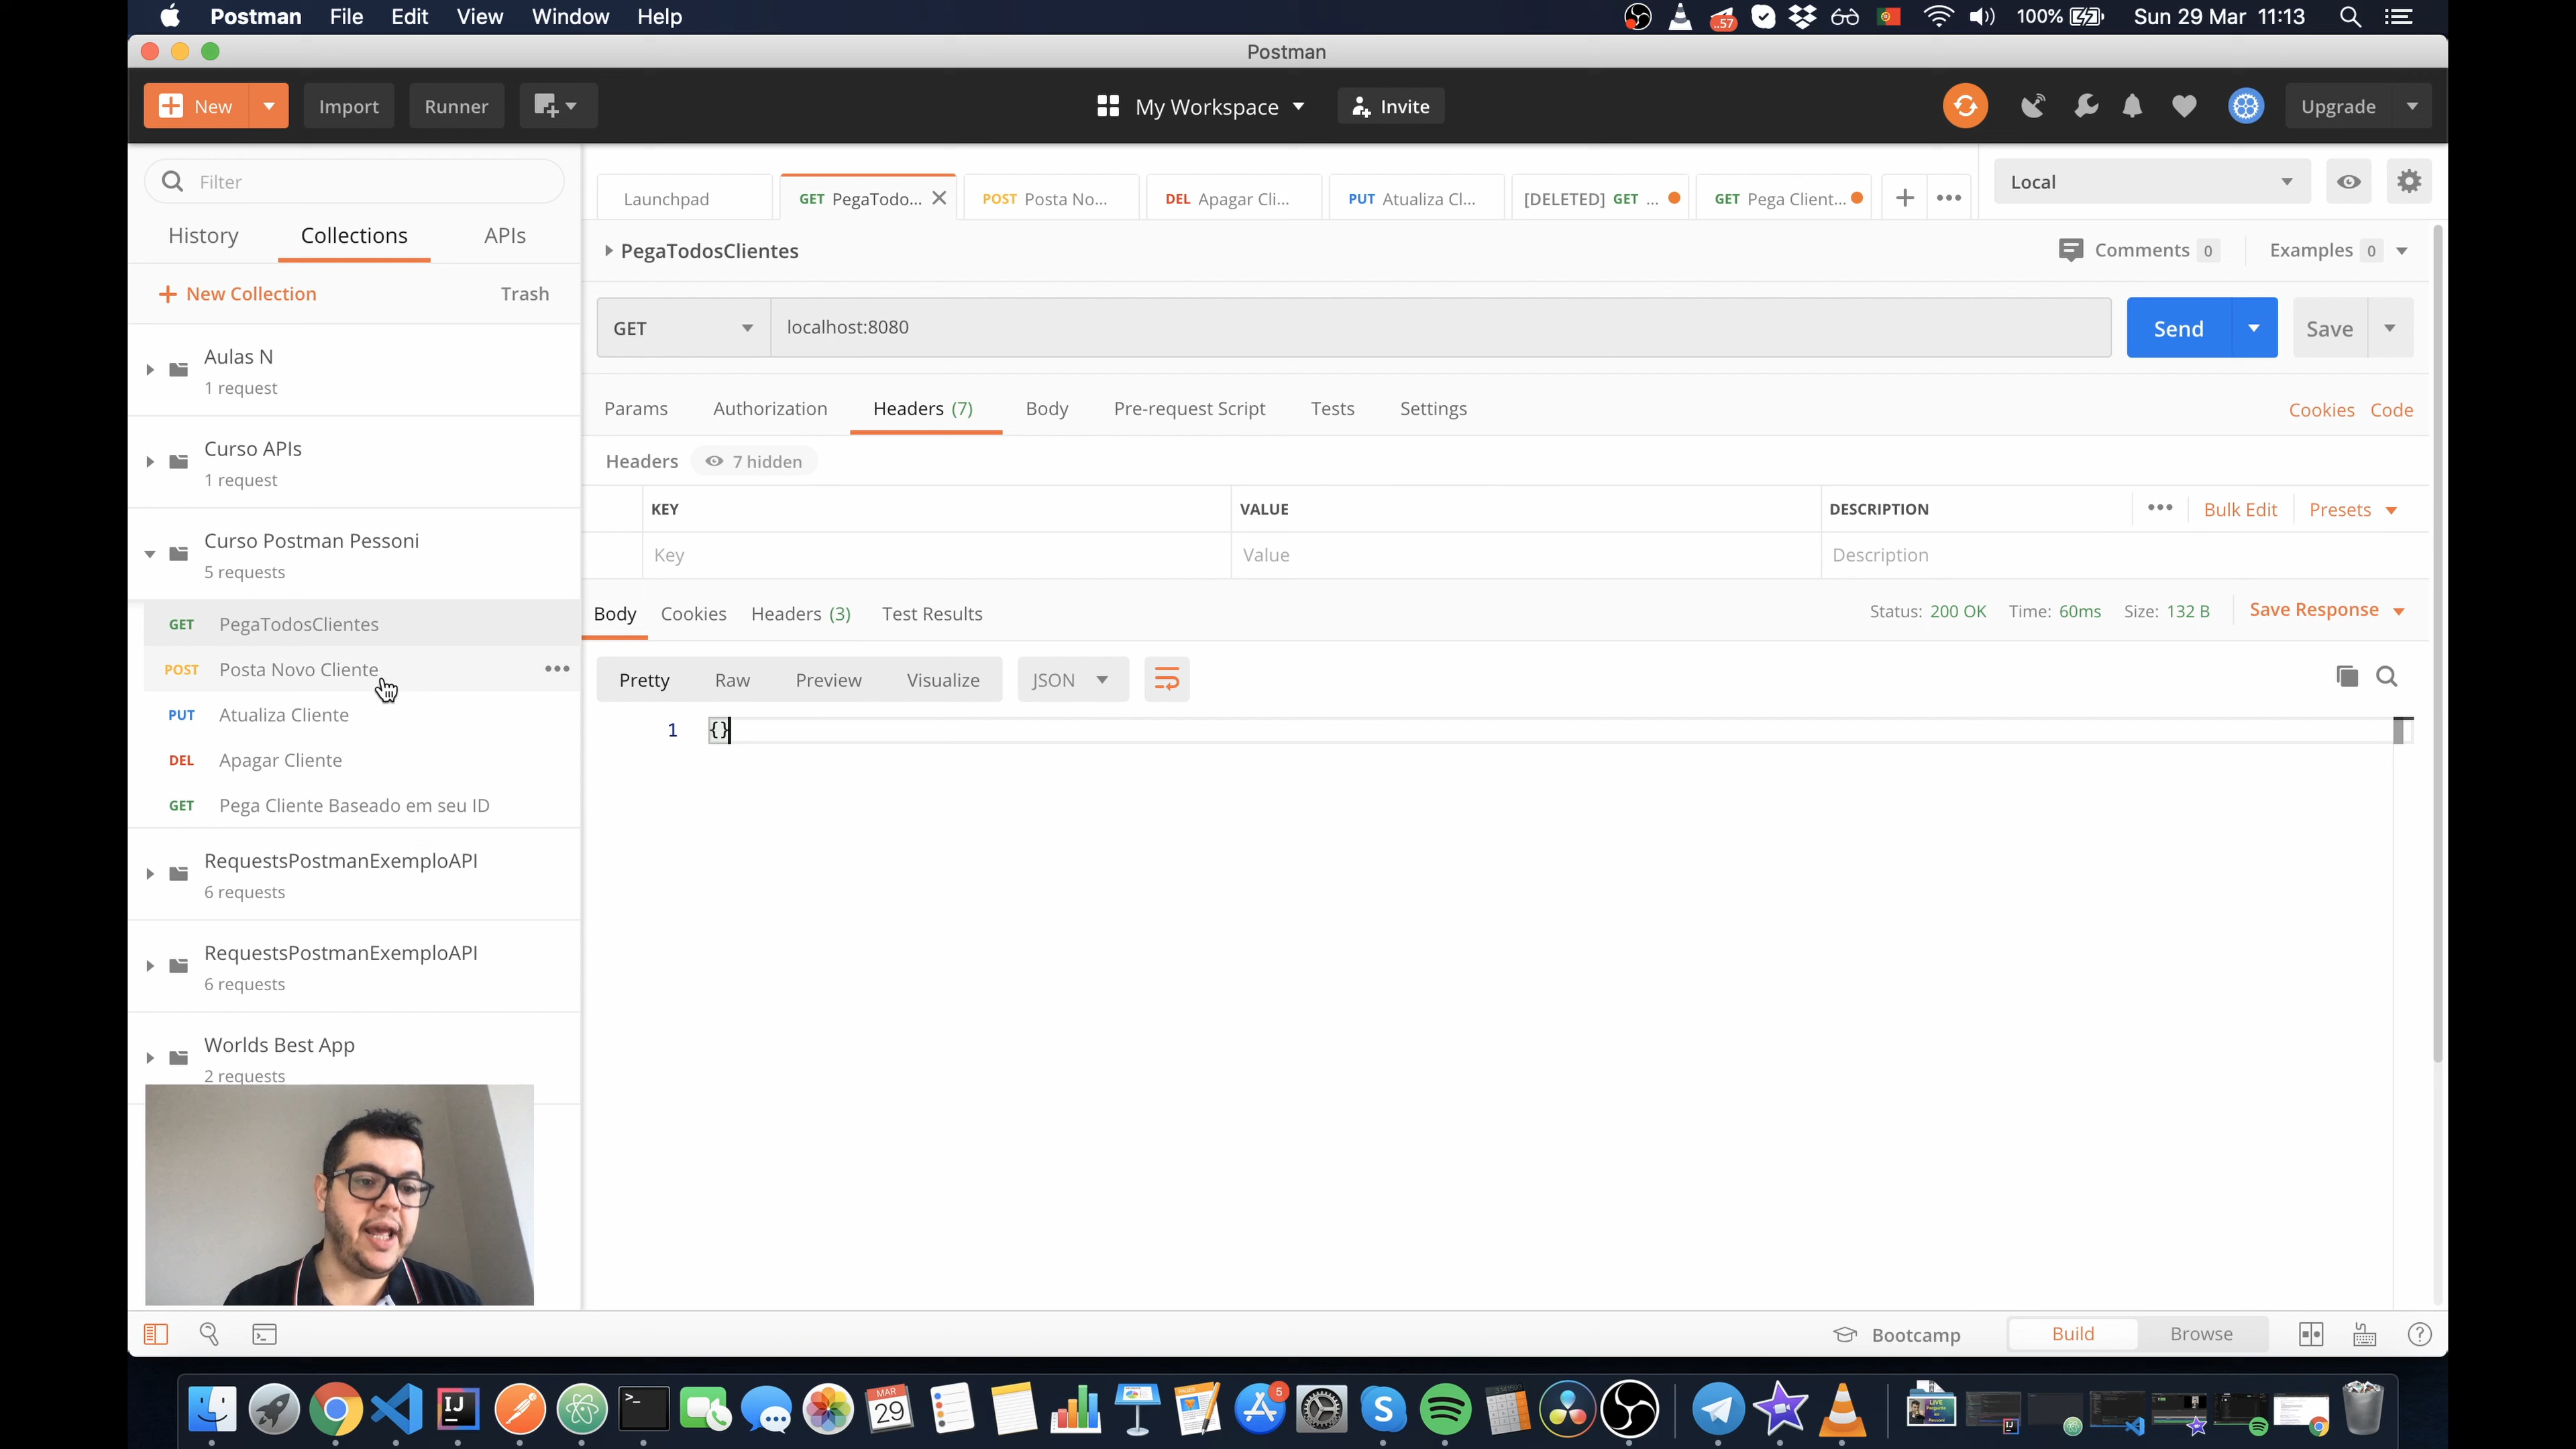 Postman File Edit View Window Help
57
100% Sun 29 Mar 11:13
Postman
New Import Runner
My Workspace Invite
Upgrade
Filter
History Collections APIs
New Collection Trash
Aulas N
1 request
Curso APIs
1 request
Curso Postman Pessoni
5 requests
GET PegaTodosClientes
POST Posta Novo Cliente
PUT Atualiza Cliente
DEL Apagar Cliente
GET Pega Cliente Baseado em seu ID
RequestsPostmanExemploAPI
6 requests
RequestsPostmanExemploAPI
6 requests
Worlds Best App
2 requests
Launchpad GET PegaTodo... POST Posta No... DEL Apagar Cli... PUT Atualiza Cl... [DELETED] GET ... GET Pega Client...
Local
PegaTodosClientes
Comments 0 Examples 0
GET localhost:8080 Send Save
Params Authorization Headers (7) Body Pre-request Script Tests Settings Cookies Code
Headers 7 hidden
KEY VALUE DESCRIPTION Bulk Edit Presets
Key Value Description
Body Cookies Headers (3) Test Results Status: 200 OK Time: 60ms Size: 132 B Save Response
Pretty Raw Preview Visualize JSON
1 {}
Bootcamp Build Browse
IJ
MAR
29
5